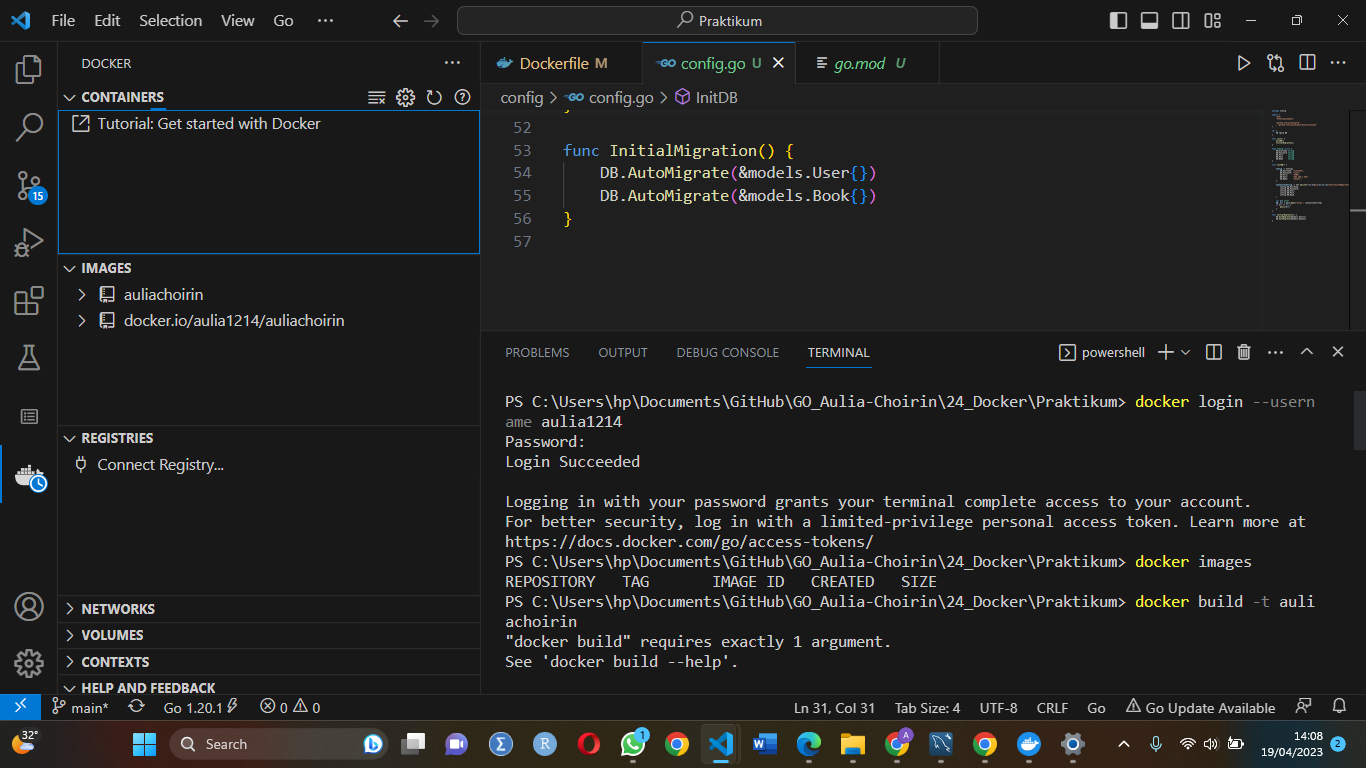 File Edit Selection View Go ··· Praktikum
DOCKER ···
CONTAINERS
Tutorial: Get started with Docker
15
IMAGES
auliachoirin
docker.io/aulia1214/auliachoirin
REGISTRIES
Connect Registry...
NETWORKS
VOLUMES
CONTEXTS
HELP AND FEEDBACK
Dockerfile M config.go U go.mod U
config > config.go > InitDB
52
53 func InitialMigration() {
54 DB.AutoMigrate(&models.User{})
55 DB.AutoMigrate(&models.Book{})
56 }
57
PROBLEMS OUTPUT DEBUG CONSOLE TERMINAL powershell
PS C:\Users\hp\Documents\GitHub\GO_Aulia-Choirin\24_Docker\Praktikum> docker login --usern
ame aulia1214
Password:
Login Succeeded
Logging in with your password grants your terminal complete access to your account.
For better security, log in with a limited-privilege personal access token. Learn more at
https://docs.docker.com/go/access-tokens/
PS C:\Users\hp\Documents\GitHub\GO_Aulia-Choirin\24_Docker\Praktikum> docker images
REPOSITORY TAG IMAGE ID CREATED SIZE
PS C:\Users\hp\Documents\GitHub\GO_Aulia-Choirin\24_Docker\Praktikum> docker build -t auli
achoirin
"docker build" requires exactly 1 argument.
See 'docker build --help'.
main* Go 1.20.1 0 0 Ln 31, Col 31 Tab Size: 4 UTF-8 CRLF Go Go Update Available
32° Search 1 A 14:08
19/04/2023 2